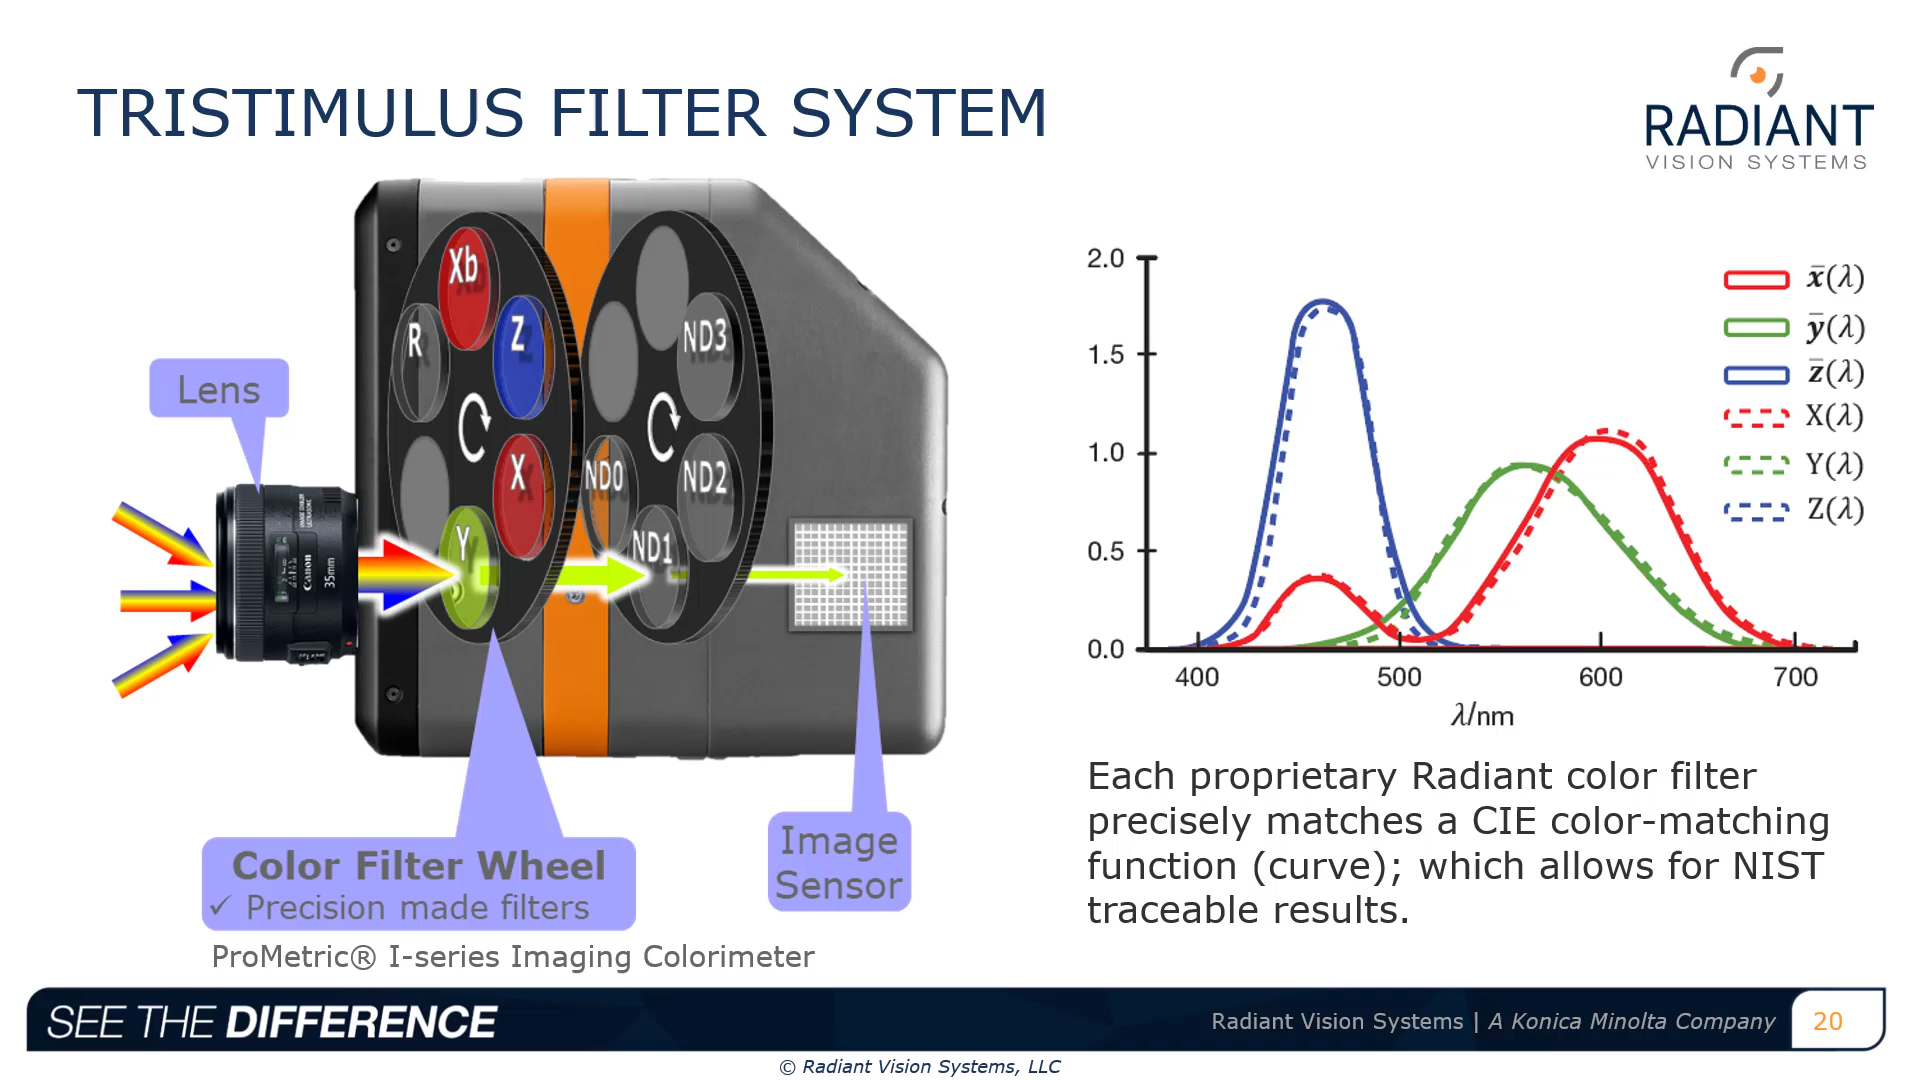 TRISTIMULUS FILTER SYSTEM
RADIANT
VISION SYSTEMS
Lens
Xb
R
Z
X
Y
ND3
ND0
ND2
ND1
Canon
35mm
Color Filter Wheel
✓ Precision made filters
Image
Sensor
ProMetric® I-series Imaging Colorimeter
2.0
1.5
1.0
0.5
0.0
400
500
600
700
λ/nm
x̄(λ)
ȳ(λ)
z̄(λ)
X(λ)
Y(λ)
Z(λ)
Each proprietary Radiant color filter
precisely matches a CIE color-matching
function (curve); which allows for NIST
traceable results.
SEE THE DIFFERENCE
Radiant Vision Systems | A Konica Minolta Company
20
© Radiant Vision Systems, LLC